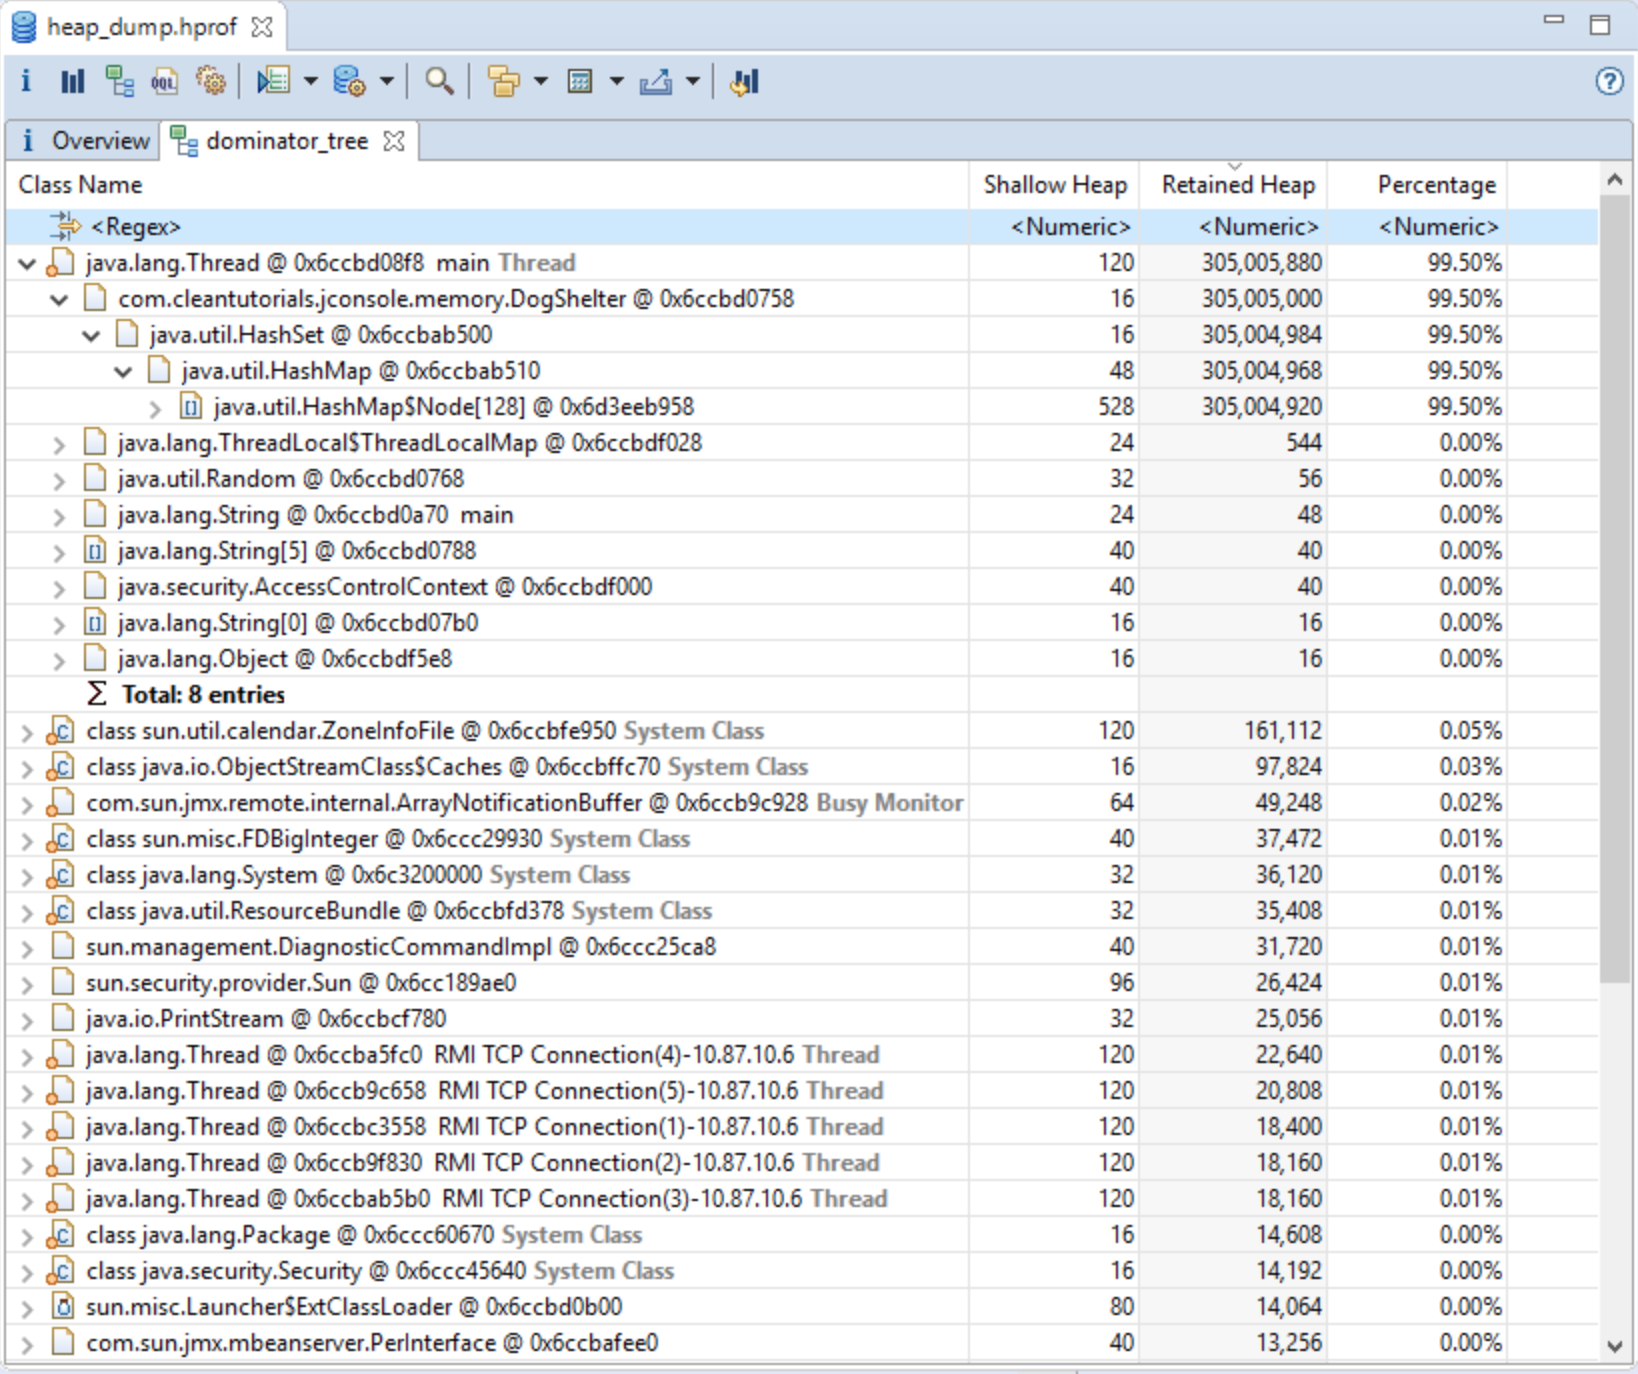 heap_dump.hprof
i OQL ?
i Overview dominator_tree
Class Name Shallow Heap Retained Heap Percentage
<Regex> <Numeric> <Numeric> <Numeric>
java.lang.Thread @ 0x6ccbd08f8 main Thread 120 305,005,880 99.50%
com.cleantutorials.jconsole.memory.DogShelter @ 0x6ccbd0758 16 305,005,000 99.50%
java.util.HashSet @ 0x6ccbab500 16 305,004,984 99.50%
java.util.HashMap @ 0x6ccbab510 48 305,004,968 99.50%
java.util.HashMap$Node[128] @ 0x6d3eeb958 528 305,004,920 99.50%
java.lang.ThreadLocal$ThreadLocalMap @ 0x6ccbdf028 24 544 0.00%
java.util.Random @ 0x6ccbd0768 32 56 0.00%
java.lang.String @ 0x6ccbd0a70 main 24 48 0.00%
java.lang.String[5] @ 0x6ccbd0788 40 40 0.00%
java.security.AccessControlContext @ 0x6ccbdf000 40 40 0.00%
java.lang.String[0] @ 0x6ccbd07b0 16 16 0.00%
java.lang.Object @ 0x6ccbdf5e8 16 16 0.00%
Σ Total: 8 entries
class sun.util.calendar.ZoneInfoFile @ 0x6ccbfe950 System Class 120 161,112 0.05%
class java.io.ObjectStreamClass$Caches @ 0x6ccbffc70 System Class 16 97,824 0.03%
com.sun.jmx.remote.internal.ArrayNotificationBuffer @ 0x6ccb9c928 Busy Monitor 64 49,248 0.02%
class sun.misc.FDBigInteger @ 0x6ccc29930 System Class 40 37,472 0.01%
class java.lang.System @ 0x6c3200000 System Class 32 36,120 0.01%
class java.util.ResourceBundle @ 0x6ccbfd378 System Class 32 35,408 0.01%
sun.management.DiagnosticCommandImpl @ 0x6ccc25ca8 40 31,720 0.01%
sun.security.provider.Sun @ 0x6cc189ae0 96 26,424 0.01%
java.io.PrintStream @ 0x6ccbcf780 32 25,056 0.01%
java.lang.Thread @ 0x6ccba5fc0 RMI TCP Connection(4)-10.87.10.6 Thread 120 22,640 0.01%
java.lang.Thread @ 0x6ccb9c658 RMI TCP Connection(5)-10.87.10.6 Thread 120 20,808 0.01%
java.lang.Thread @ 0x6ccbc3558 RMI TCP Connection(1)-10.87.10.6 Thread 120 18,400 0.01%
java.lang.Thread @ 0x6ccb9f830 RMI TCP Connection(2)-10.87.10.6 Thread 120 18,160 0.01%
java.lang.Thread @ 0x6ccbab5b0 RMI TCP Connection(3)-10.87.10.6 Thread 120 18,160 0.01%
class java.lang.Package @ 0x6ccc60670 System Class 16 14,608 0.00%
class java.security.Security @ 0x6ccc45640 System Class 16 14,192 0.00%
sun.misc.Launcher$ExtClassLoader @ 0x6ccbd0b00 80 14,064 0.00%
com.sun.jmx.mbeanserver.PerInterface @ 0x6ccbafee0 40 13,256 0.00%